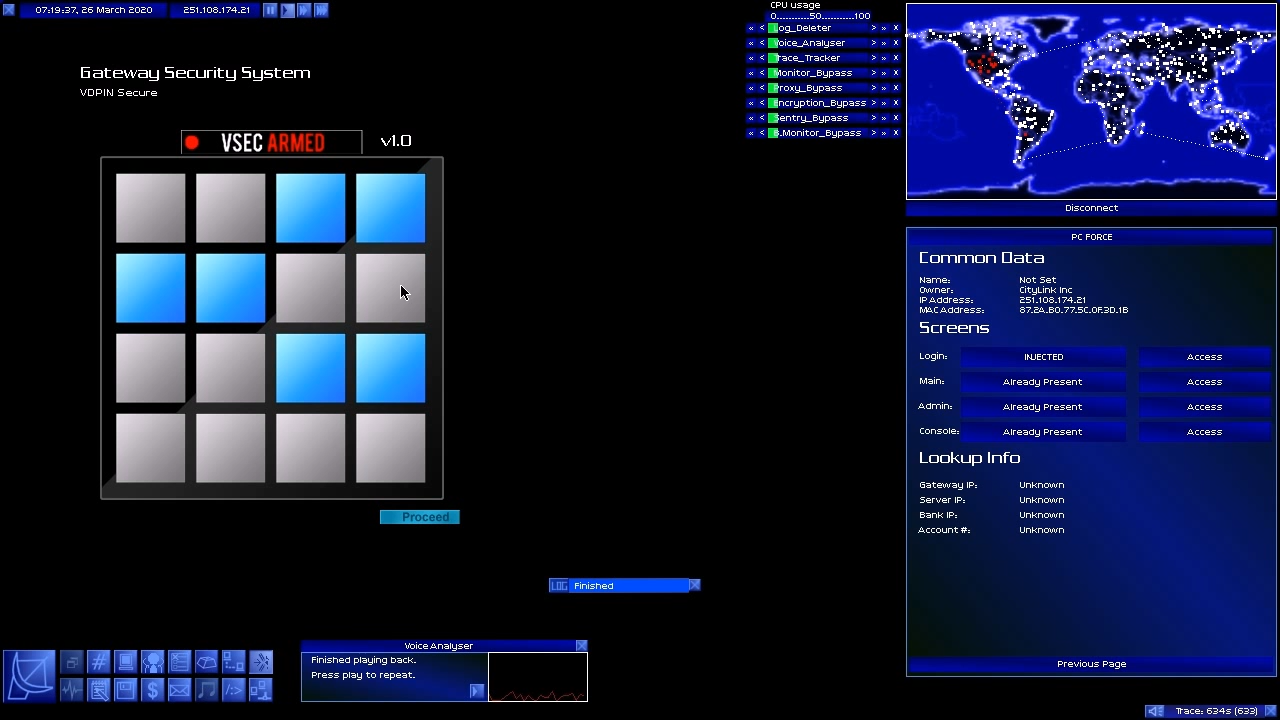 07:19:37, 26 March 2020
251.108.174.21
CPU usage
0..........50..........100
Log_Deleter
Voice_Analyser
Trace_Tracker
Monitor_Bypass
Proxy_Bypass
Encryption_Bypass
Sentry_Bypass
B.Monitor_Bypass
Gateway Security System
VDPIN Secure
VSEC ARMED
v1.0
Proceed
LOG Finished
Voice Analyser
Finished playing back.
Press play to repeat.
Disconnect
PC FORCE
Common Data
Name: Not Set
Owner: CityLink Inc
IP Address: 251.108.174.21
MAC Address: 87.2A.B0.77.5C.0F.3D.1B
Screens
Login: INJECTED Access
Main: Already Present Access
Admin: Already Present Access
Console: Already Present Access
Lookup Info
Gateway IP: Unknown
Server IP: Unknown
Bank IP: Unknown
Account #: Unknown
Previous Page
Trace: 634s (633)